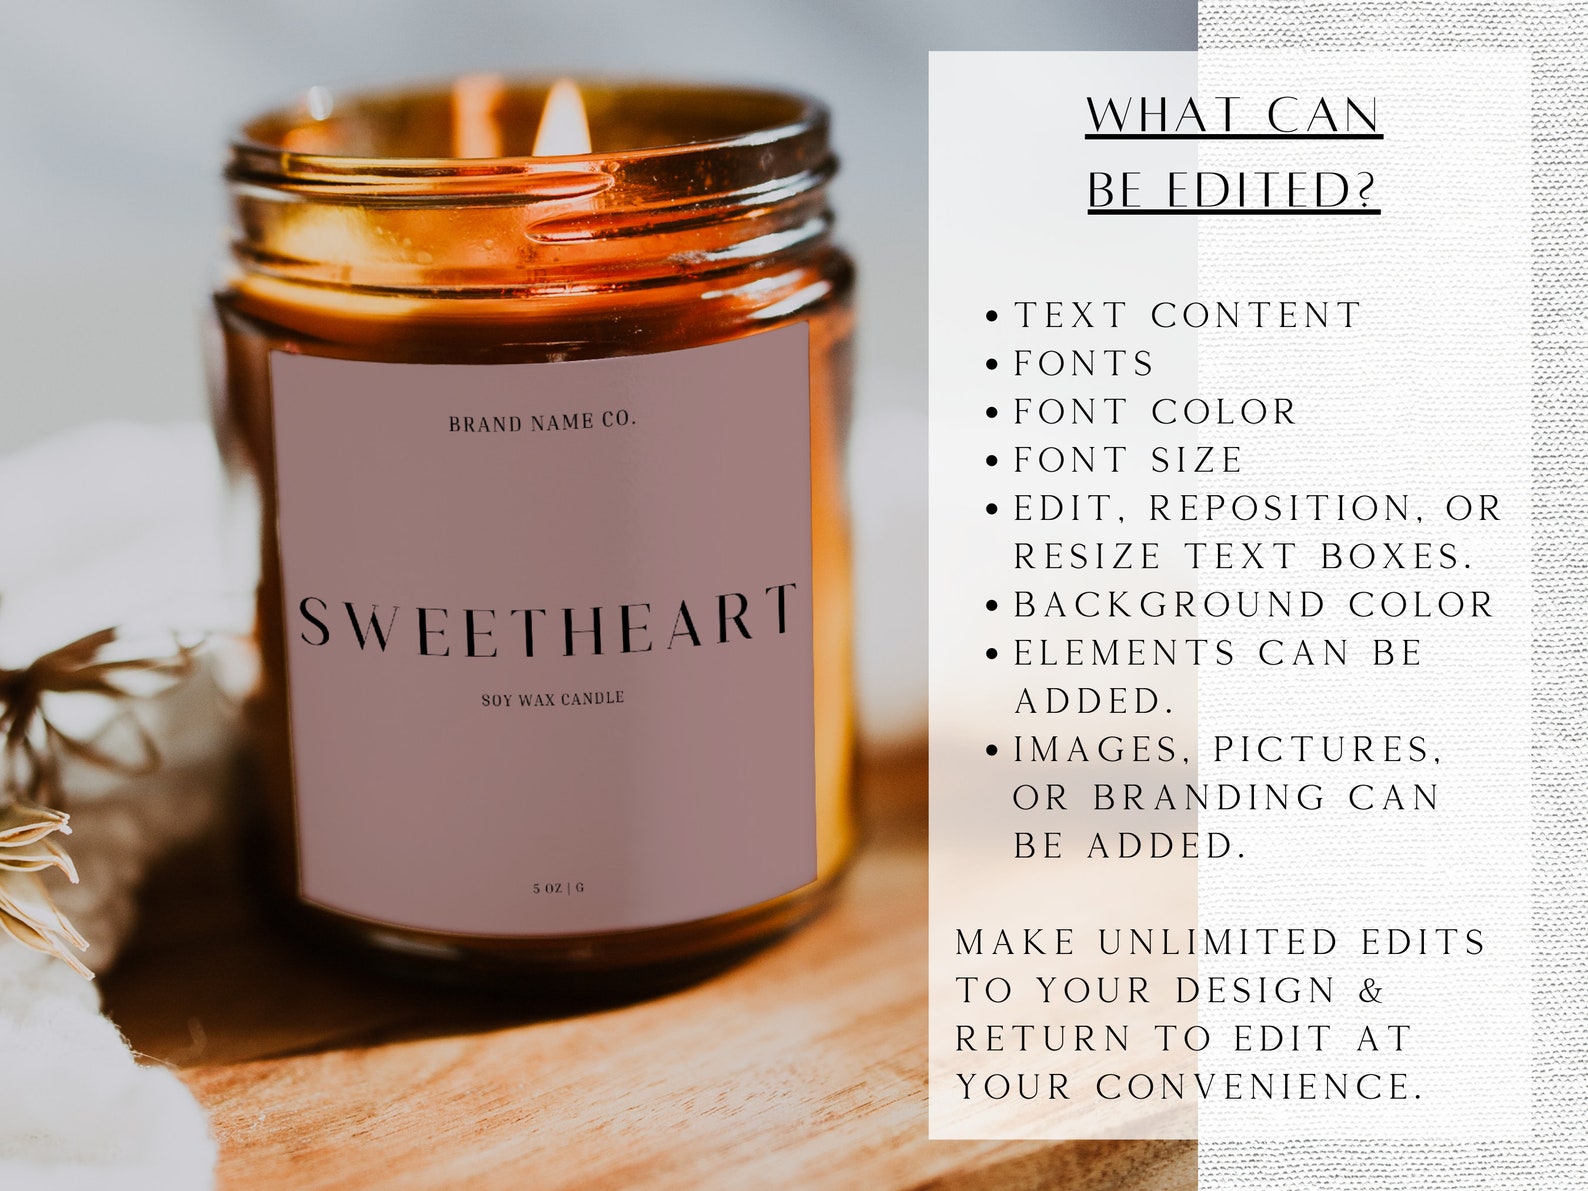 BRAND NAME CO.
SWEETHEART
SOY WAX CANDLE
5 OZ | G
WHAT CAN
BE EDITED?
• TEXT CONTENT
• FONTS
• FONT COLOR
• FONT SIZE
• EDIT, REPOSITION, OR
RESIZE TEXT BOXES.
• BACKGROUND COLOR
• ELEMENTS CAN BE
ADDED.
• IMAGES, PICTURES,
OR BRANDING CAN
BE ADDED.
MAKE UNLIMITED EDITS
TO YOUR DESIGN &
RETURN TO EDIT AT
YOUR CONVENIENCE.